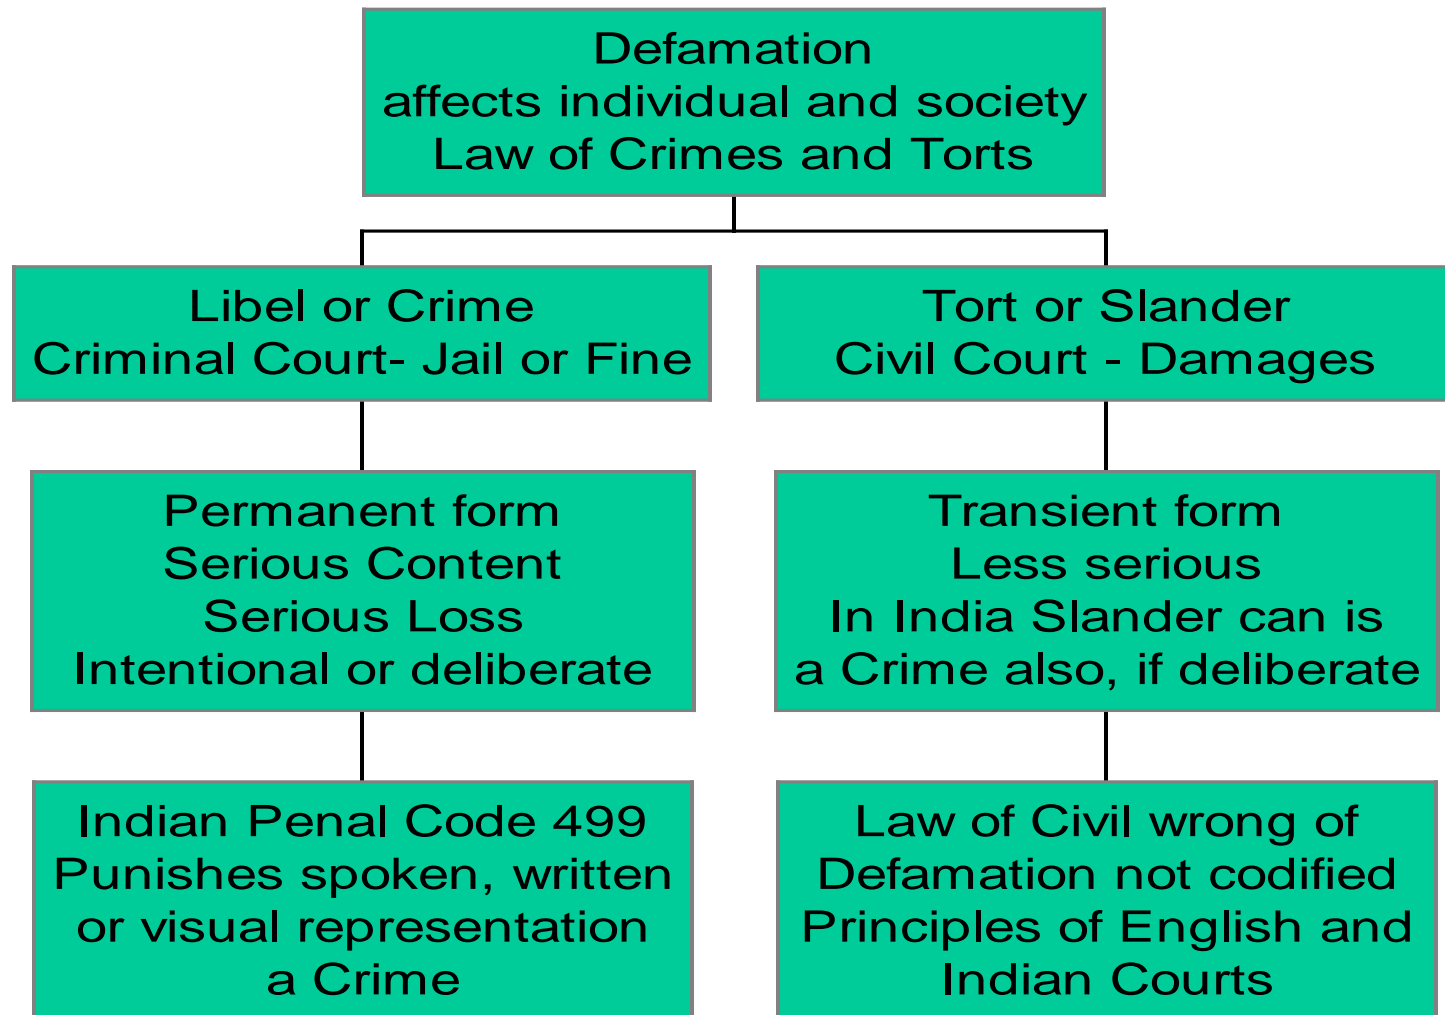 Defamation
affects individual and society
Law of Crimes and Torts
Libel or Crime
Criminal Court- Jail or Fine
Tort or Slander
Civil Court - Damages
Permanent form
Serious Content
Serious Loss
Intentional or deliberate
Transient form
Less serious
In India Slander can is
a Crime also, if deliberate
Indian Penal Code 499
Punishes spoken, written
or visual representation
a Crime
Law of Civil wrong of
Defamation not codified
Principles of English and
Indian Courts